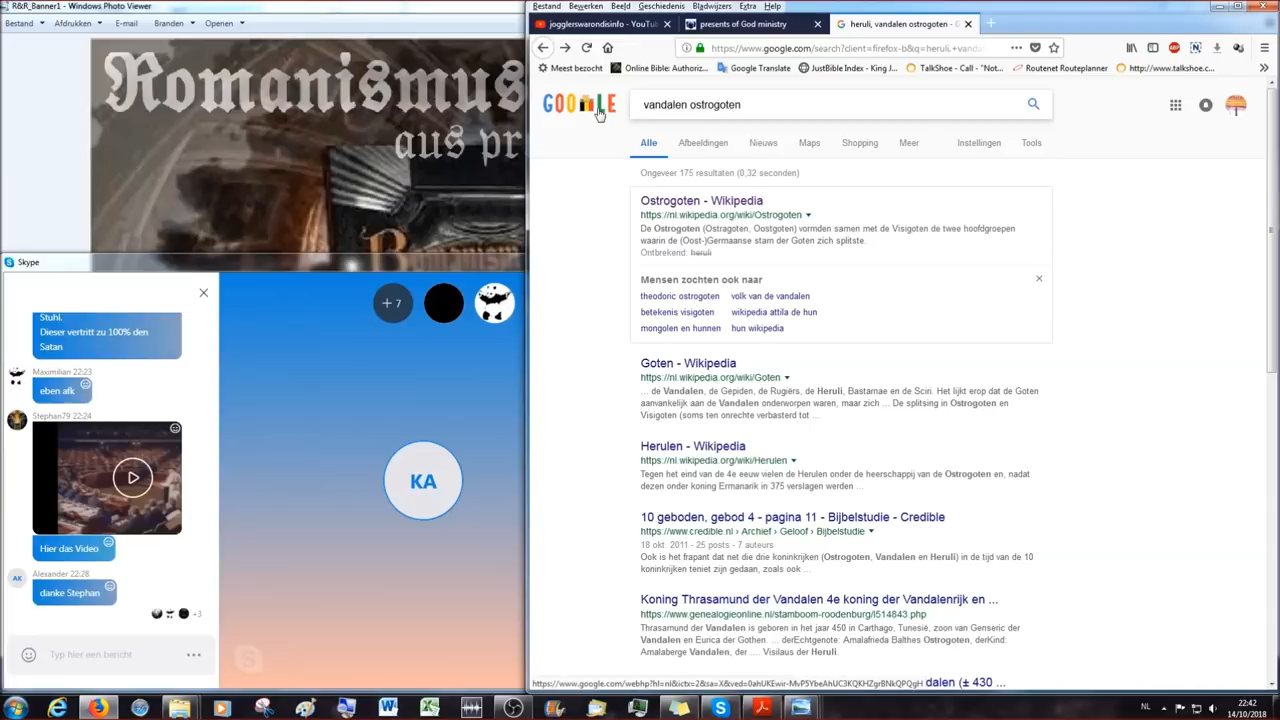 R&R_Banner1 - Windows Photo Viewer
Bestand Afdrukken E-mail Branden Openen
Romanismus
aus pr
Skype
Stuhl.
Dieser vertritt zu 100% den
Satan
Maximilian 22:23
eben afk
Stephan79 22:24
Hier das Video
Alexander 22:28
AK
danke Stephan
+3
Typ hier een bericht
+ 7
KA
Bestand Bewerken Beeld Geschiedenis Bladwijzers Extra Help
jogglerswarondisinfo - YouTu
presents of God ministry
heruli, vandalen ostrogoten - G
https://www.google.com/search?client=firefox-b&q=heruli,+vanda
Meest bezocht
Online Bible: Authoriz...
Google Translate
JustBible Index - King J...
TalkShoe - Call - "Not...
Routenet Routeplanner
http://www.talkshoe.c...
vandalen ostrogoten
Alle Afbeeldingen Nieuws Maps Shopping Meer Instellingen Tools
Ongeveer 175 resultaten (0,32 seconden)
Ostrogoten - Wikipedia
https://nl.wikipedia.org/wiki/Ostrogoten
De Ostrogoten (Ostragoten, Oostgoten) vormden samen met de Visigoten de twee hoofdgroepen
waarin de (Oost-)Germaanse stam der Goten zich splitste.
Ontbrekend: heruli
Mensen zochten ook naar
theodoric ostrogoten volk van de vandalen
betekenis visigoten wikipedia attila de hun
mongolen en hunnen hun wikipedia
Goten - Wikipedia
https://nl.wikipedia.org/wiki/Goten
... de Vandalen, de Gepiden, de Rugiërs, de Heruli, Bastarnae en de Sciri. Het lijkt erop dat de Goten
aanvankelijk aan de Vandalen onderworpen waren, maar zich ... De splitsing in Ostrogoten en
Visigoten (soms ten onrechte verbasterd tot ...
Herulen - Wikipedia
https://nl.wikipedia.org/wiki/Herulen
Tegen het eind van de 4e eeuw vielen de Herulen onder de heerschappij van de Ostrogoten en, nadat
dezen onder koning Ermanarik in 375 verslagen werden ...
10 geboden, gebod 4 - pagina 11 - Bijbelstudie - Credible
https://www.credible.nl › Archief › Geloof › Bijbelstudie
18 okt. 2011 - 25 posts - 7 auteurs
Ook is het frapant dat net die drie koninkrijken (Ostrogoten, Vandalen en Heruli) in de tijd van de 10
koninkrijken teniet zijn gedaan, zoals ook ...
Koning Thrasamund der Vandalen 4e koning der Vandalenrijk en ...
https://www.genealogieonline.nl/stamboom-roodenburg/I514843.php
Thrasamund der Vandalen is geboren in het jaar 450 in Carthago, Tunesië, zoon van Genseric der
Vandalen en Eurica der Gothen. ... derEchtgenote: Amalafrieda Balthes Ostrogoten, derKind:
Amalaberge Vandalen, der .... Visilaus der Heruli.
dalen (± 430 ...
NL
22:42
14/10/2018